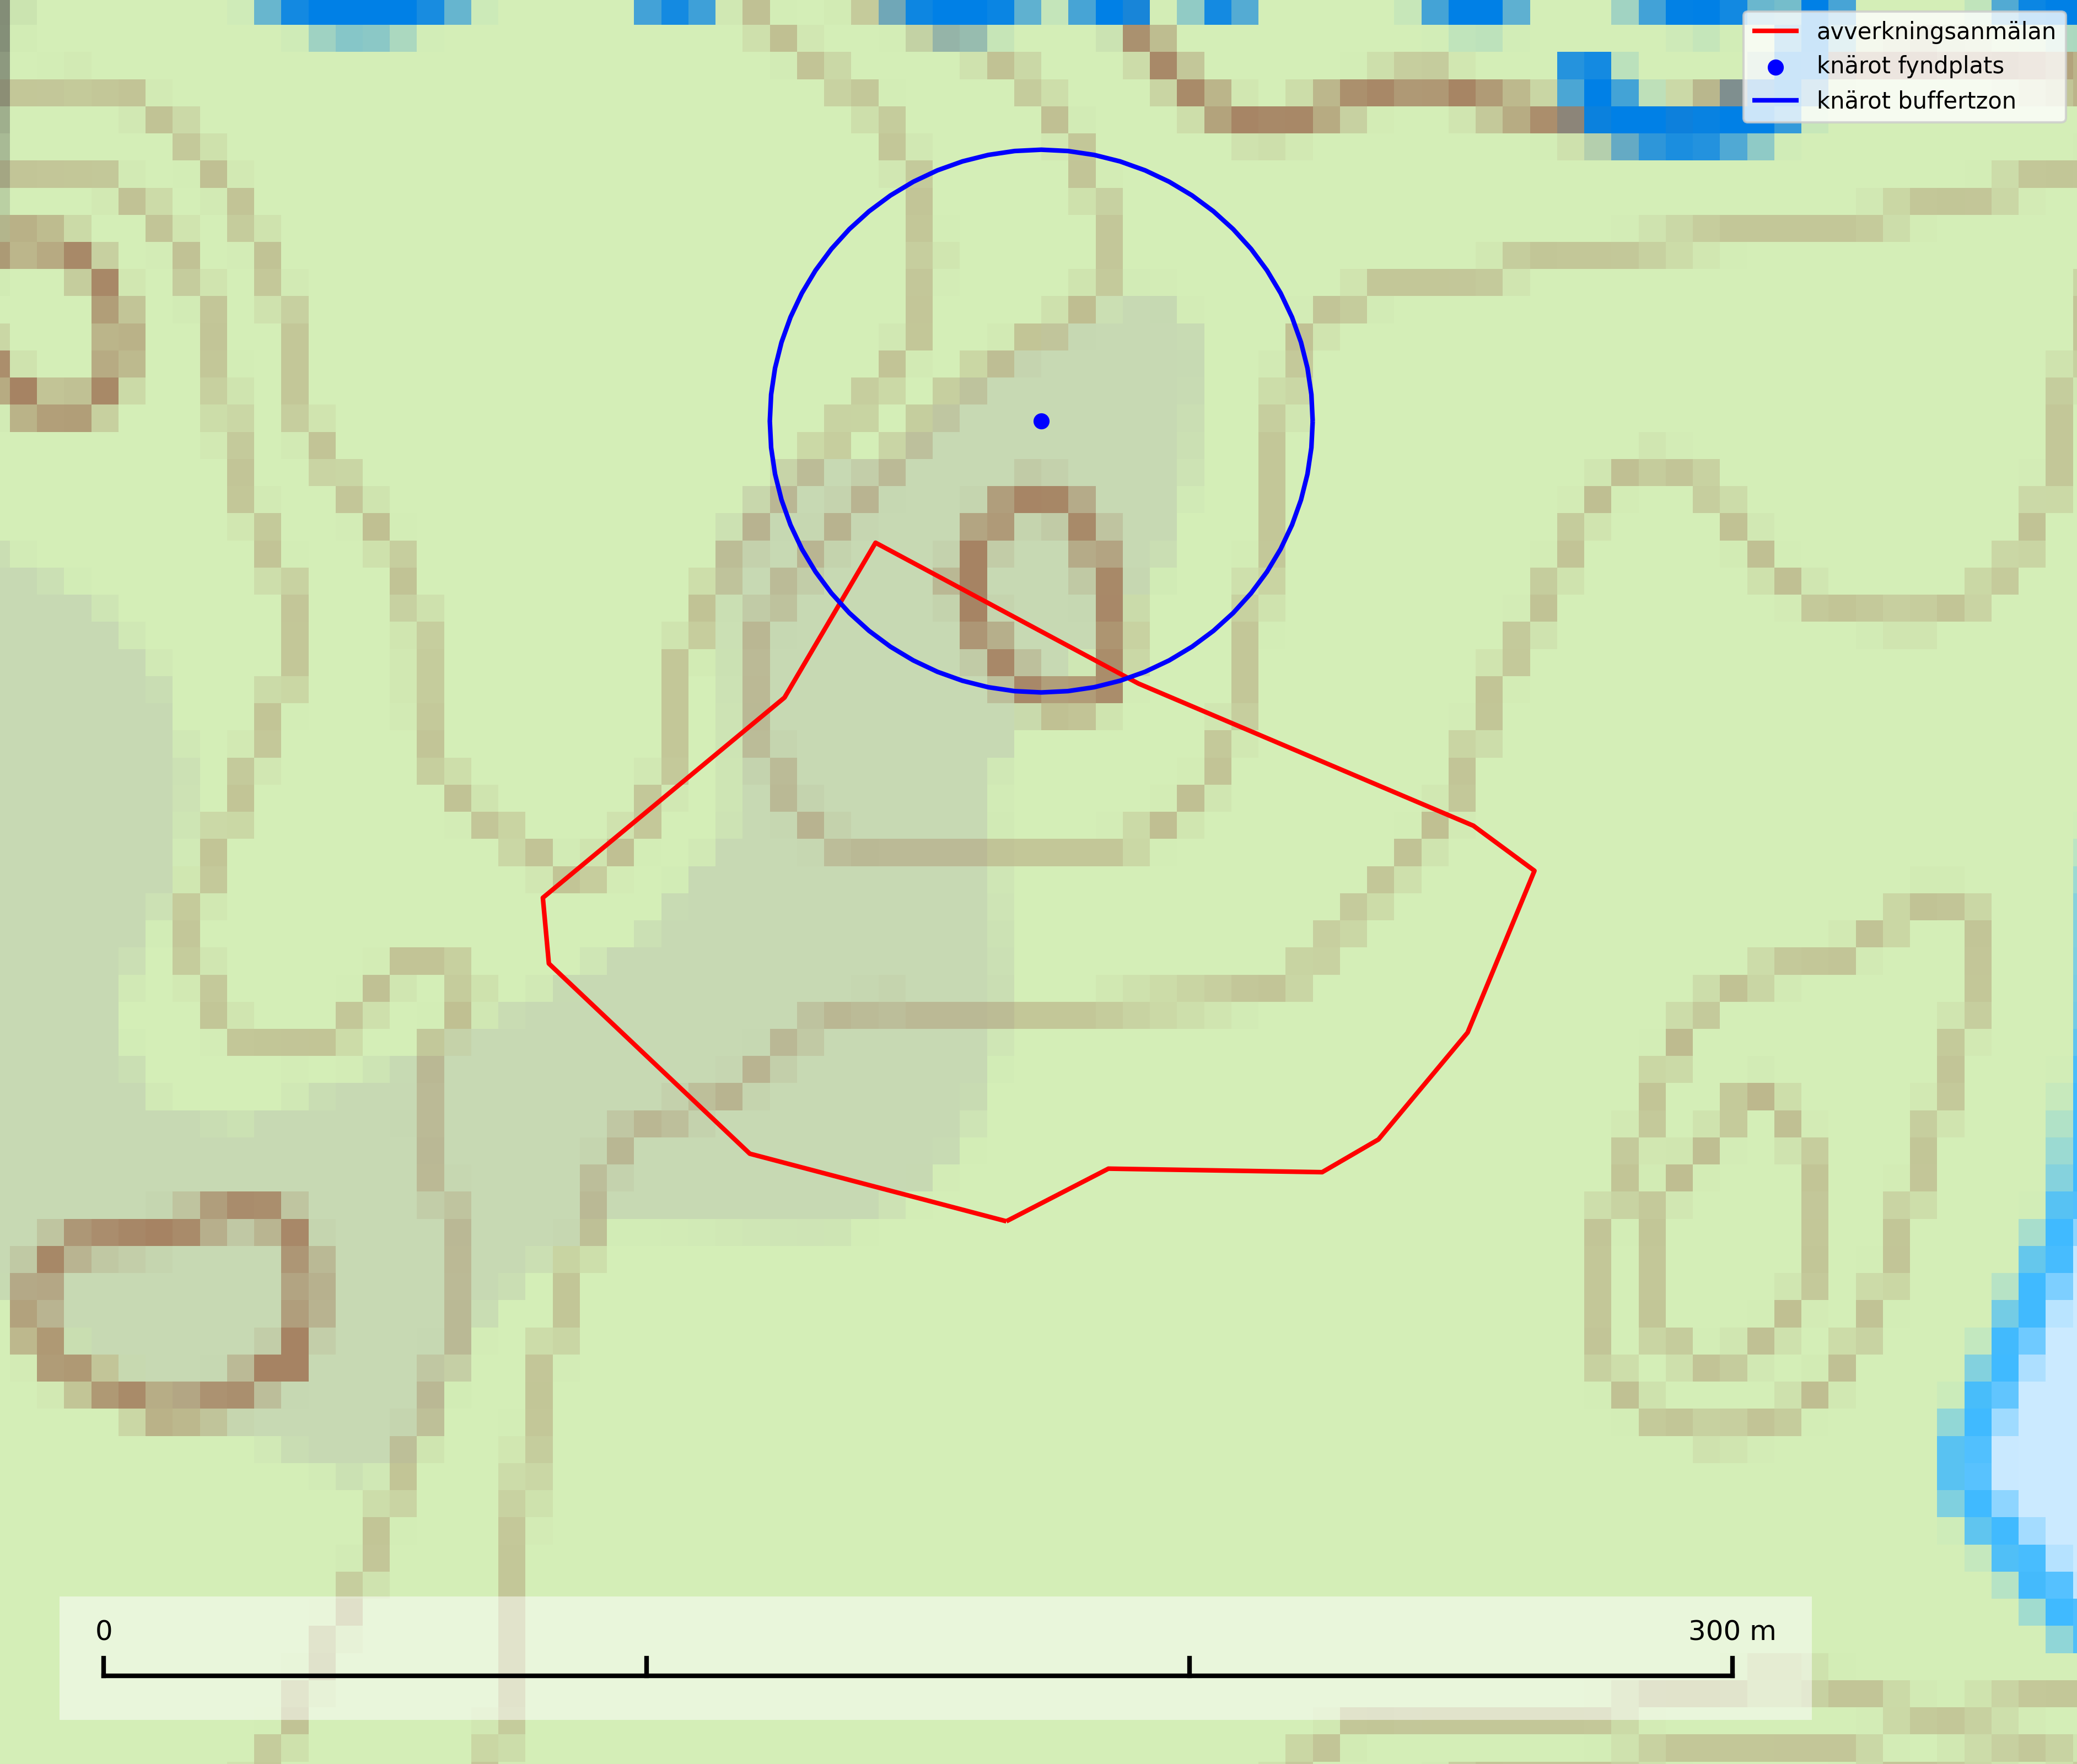 avverkningsanmälan
knärot fyndplats
knärot buffertzon
0
300 m